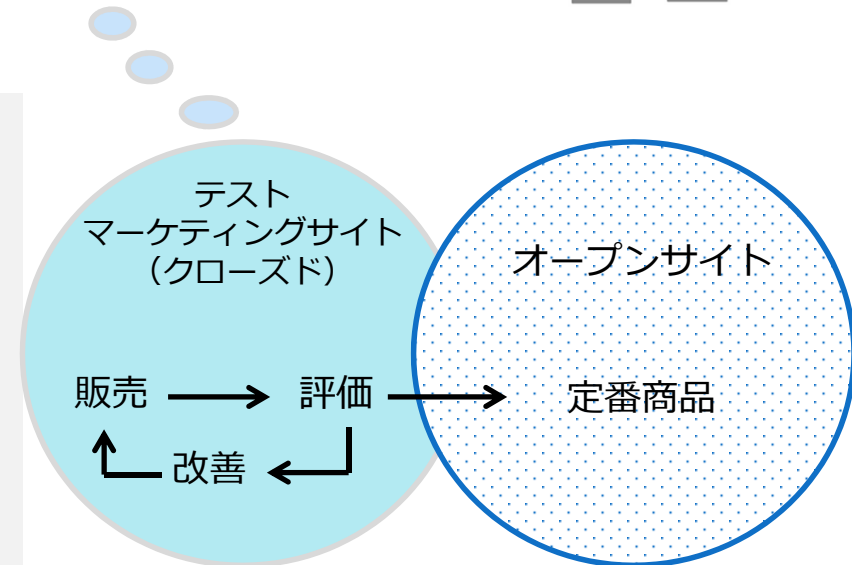 テスト
マーケティングサイト
（クローズド）
オープンサイト
販売
評価
定番商品
改善